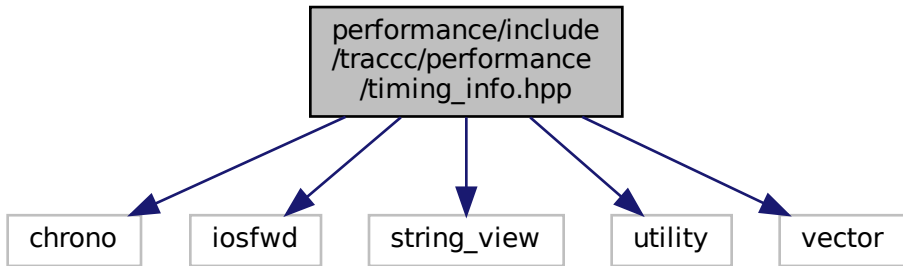 performance/include
/traccc/performance
/timing_info.hpp
chrono
iosfwd
string_view
utility
vector